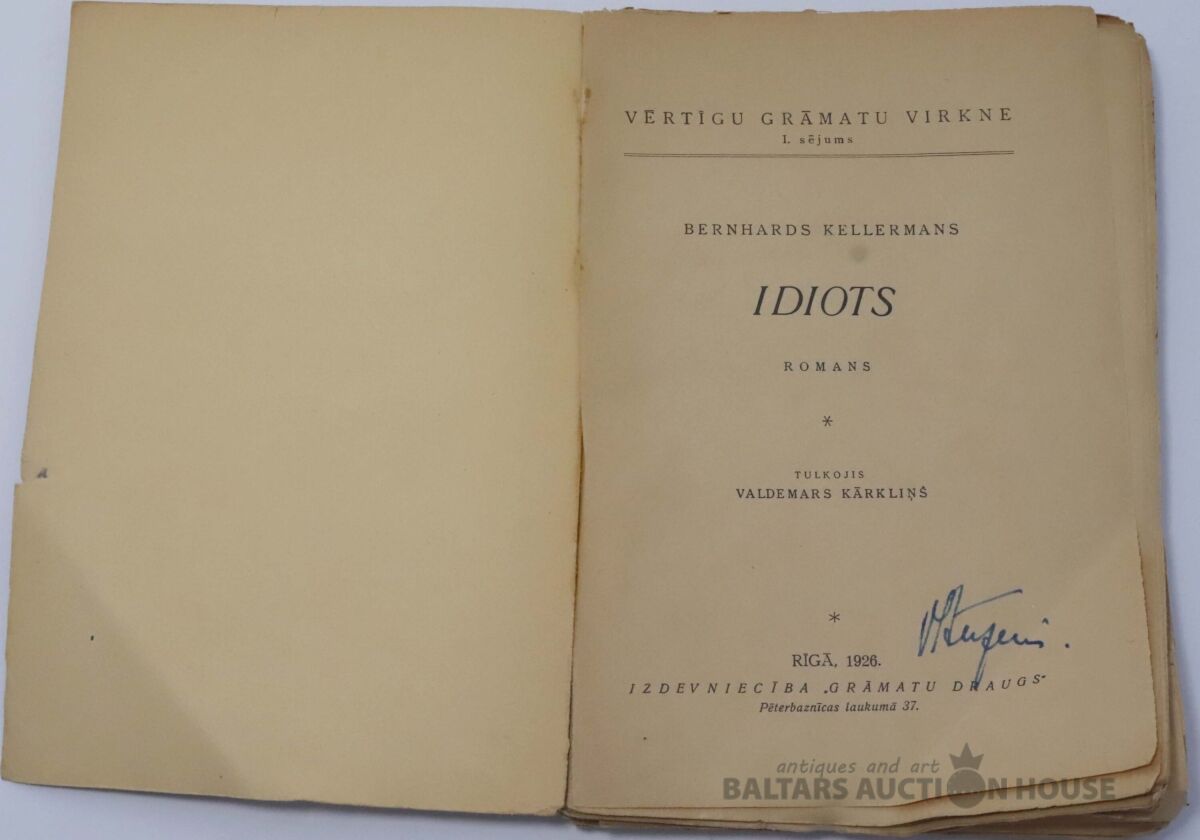 VĒRTĪGU GRĀMATU VIRKNE
I. sējums
BERNHARDS KELLERMANS
IDIOTS
ROMANS
*
TULKOJIS
VALDEMARS KĀRKLIŅŠ
*
RĪGĀ, 1926.
IZDEVNIECĪBA „GRĀMATU DRAUGS“
Pēterbaznīcas laukumā 37.
antiques and art
BALTARS AUCTION HOUSE